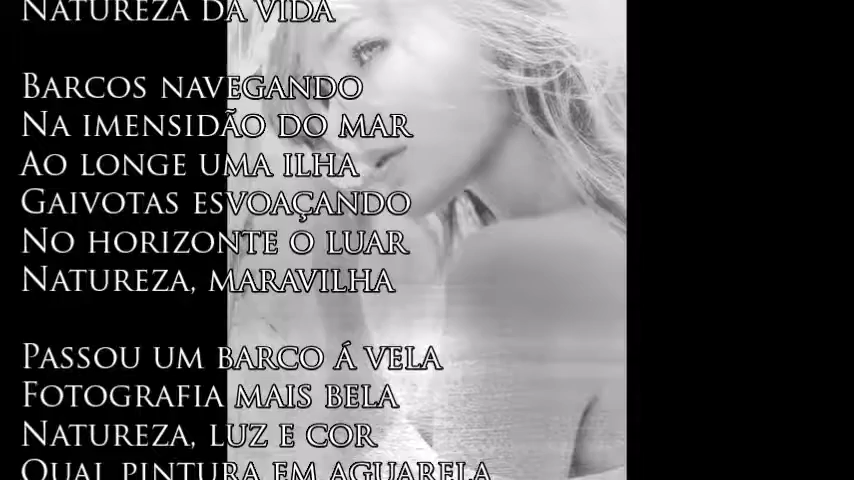 Natureza da vida
Barcos navegando
Na imensidão do mar
Ao longe uma ilha
Gaivotas esvoaçando
No horizonte o luar
Natureza, maravilha
Passou um barco á vela
Fotografia mais bela
Natureza, luz e cor
Qual pintura em aguarela